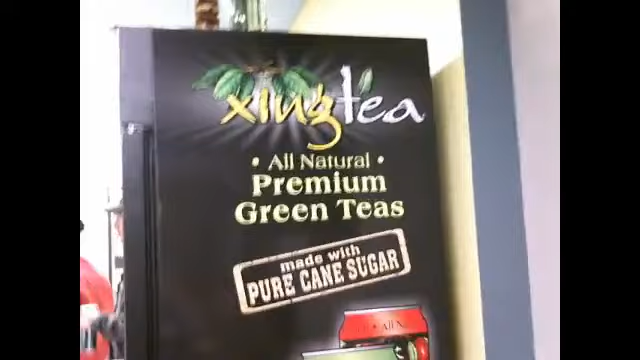 xingtea
• All Natural •
Premium
Green Teas
made with
PURE CANE SUGAR